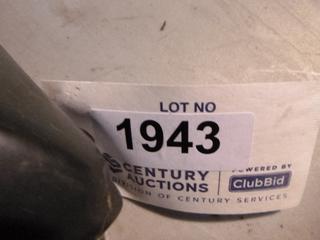 LOT NO
1943
CENTURY
AUCTIONS
POWERED BY
ClubBid
DIVISION OF CENTURY SERVICES